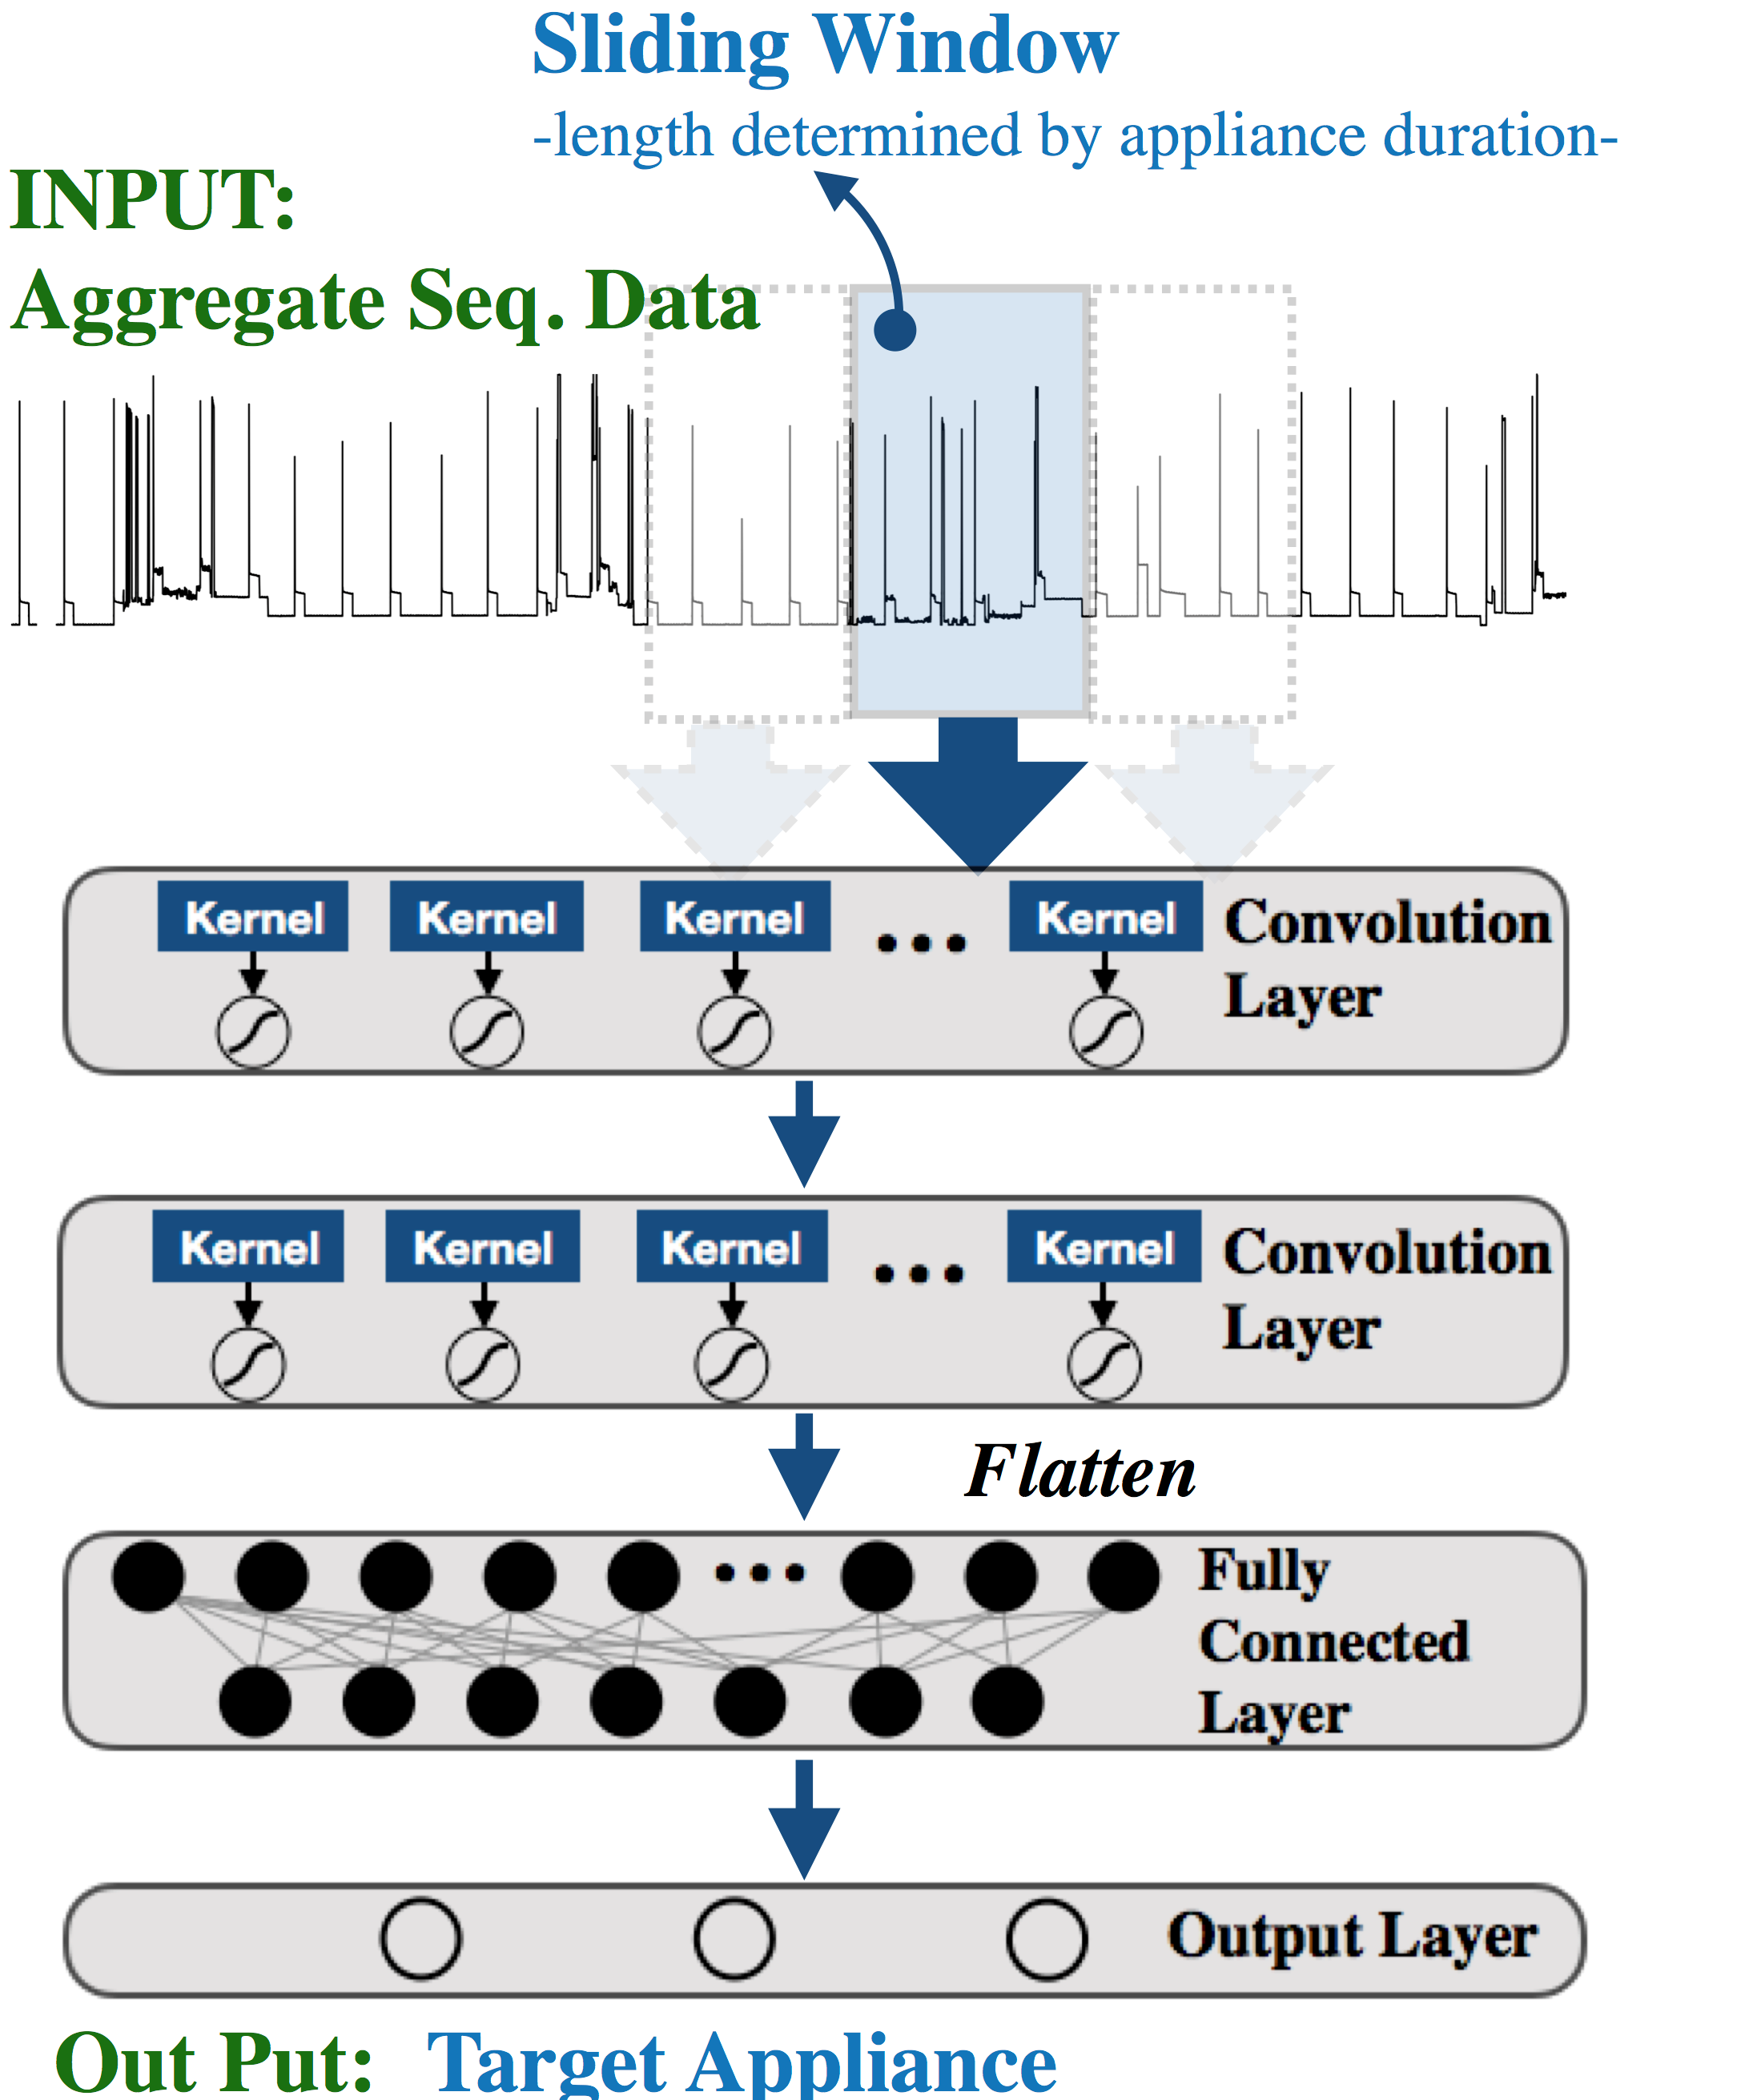 Sliding Window
-length determined by appliance duration-
INPUT:
Aggregate Seq. Data
Kernel Kernel Kernel ... Kernel Convolution
Layer
Kernel Kernel Kernel ... Kernel Convolution
Layer
Flatten
... Fully
Connected
Layer
Output Layer
Out Put: Target Appliance